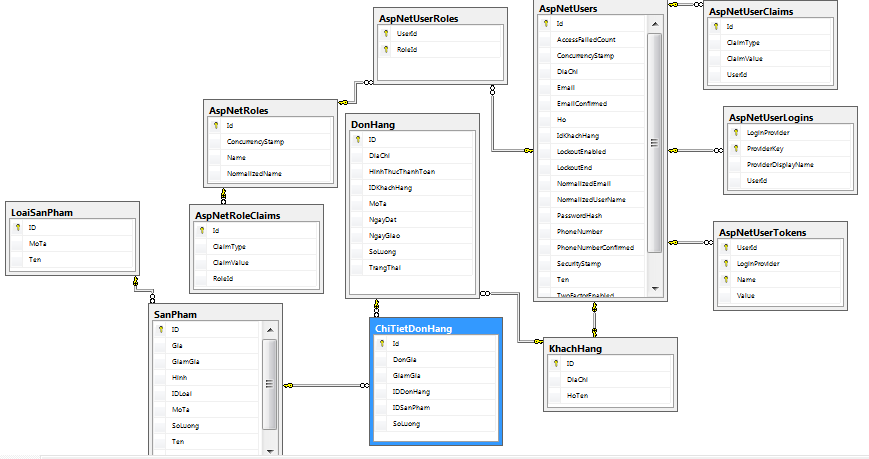 AspNetUserRoles
UserId
RoleId
AspNetUsers
Id
AccessFailedCount
ConcurrencyStamp
DiaChi
Email
EmailConfirmed
Ho
IdKhachHang
LockoutEnabled
LockoutEnd
NormalizedEmail
NormalizedUserName
PasswordHash
PhoneNumber
PhoneNumberConfirmed
SecurityStamp
Ten
TwoFactorEnabled
AspNetUserClaims
Id
ClaimType
ClaimValue
UserId
AspNetRoles
Id
ConcurrencyStamp
Name
NormalizedName
DonHang
ID
DiaChi
HinhThucThanhToan
IDKhachHang
MoTa
NgayDat
NgayGiao
SoLuong
TrangThai
AspNetUserLogins
LoginProvider
ProviderKey
ProviderDisplayName
UserId
LoaiSanPham
ID
MoTa
Ten
AspNetRoleClaims
Id
ClaimType
ClaimValue
RoleId
AspNetUserTokens
UserId
LoginProvider
Name
Value
SanPham
ID
Gia
GiamGia
Hinh
IDLoai
MoTa
SoLuong
Ten
ChiTietDonHang
Id
DonGia
GiamGia
IDDonHang
IDSanPham
SoLuong
KhachHang
ID
DiaChi
HoTen